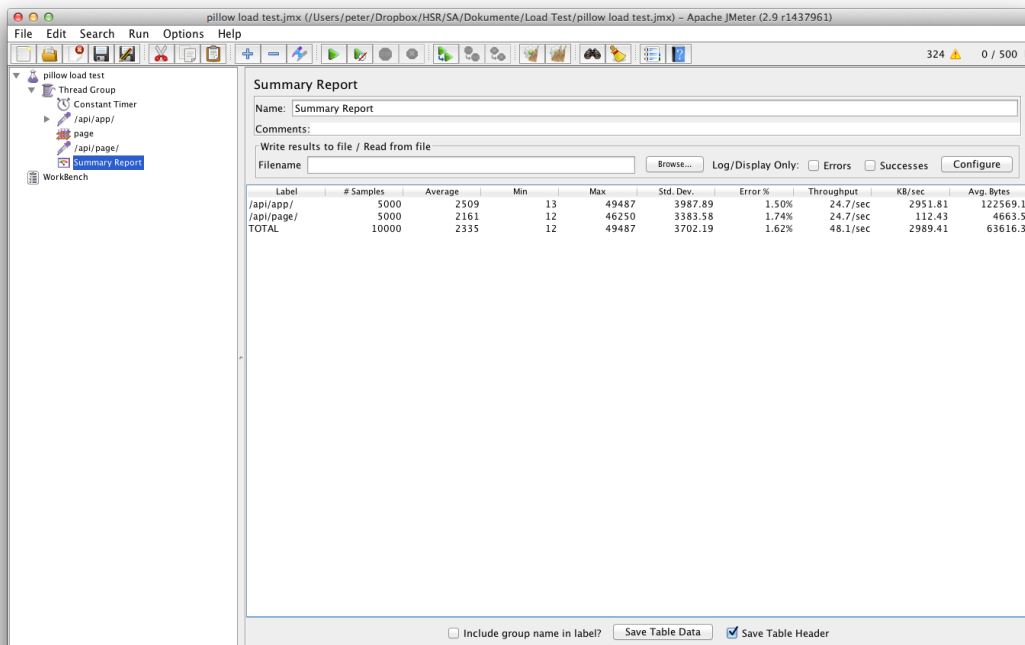 pillow load test.jmx (/Users/peter/Dropbox/HSR/SA/Dokumente/Load Test/pillow load test.jmx) – Apache JMeter (2.9 r1437961)
File Edit Search Run Options Help
324 0 / 500
pillow load test
Thread Group
Constant Timer
/api/app/
page
/api/page/
Summary Report
WorkBench
Summary Report
Name: Summary Report
Comments:
Write results to file / Read from file
Filename Browse... Log/Display Only: Errors Successes Configure
Label # Samples Average Min Max Std. Dev. Error % Throughput KB/sec Avg. Bytes
/api/app/ 5000 2509 13 49487 3987.89 1.50% 24.7/sec 2951.81 122569.1
/api/page/ 5000 2161 12 46250 3383.58 1.74% 24.7/sec 112.43 4663.5
TOTAL 10000 2335 12 49487 3702.19 1.62% 48.1/sec 2989.41 63616.3
Include group name in label? Save Table Data Save Table Header